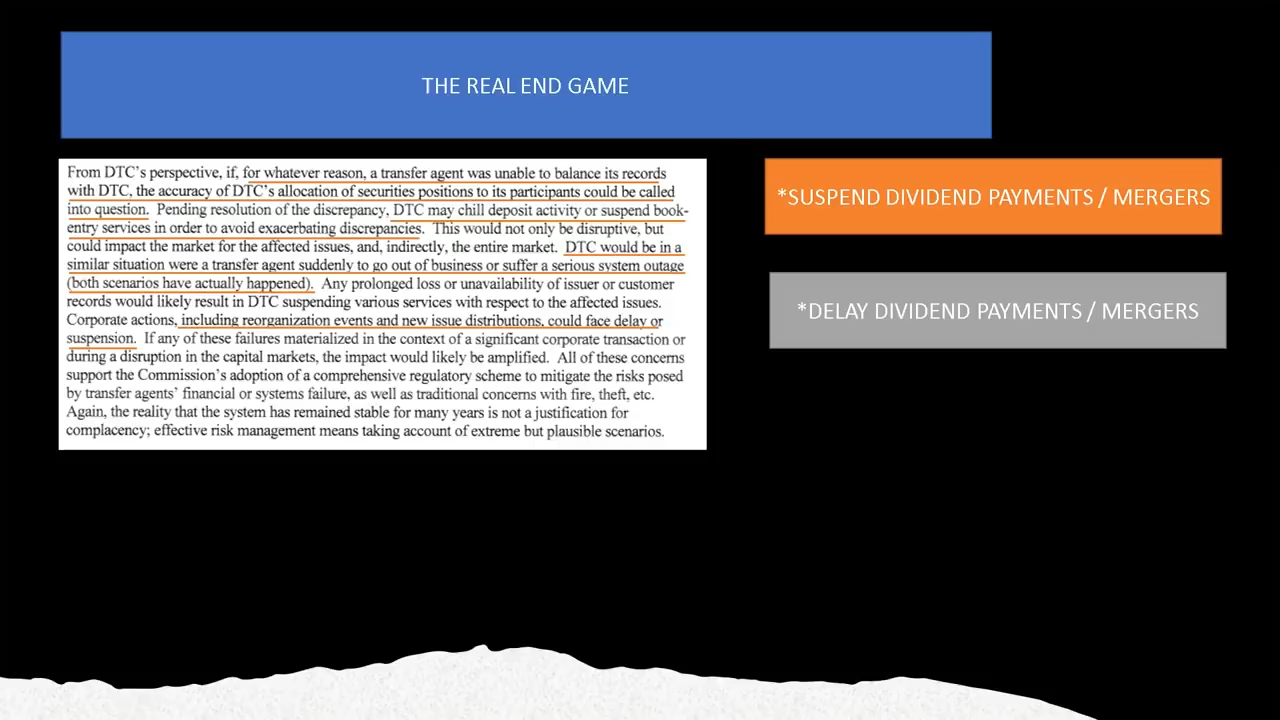 THE REAL END GAME
From DTC's perspective, if, for whatever reason, a transfer agent was unable to balance its records
with DTC, the accuracy of DTC's allocation of securities positions to its participants could be called
into question. Pending resolution of the discrepancy, DTC may chill deposit activity or suspend book-
entry services in order to avoid exacerbating discrepancies. This would not only be disruptive, but
could impact the market for the affected issues, and, indirectly, the entire market. DTC would be in a
similar situation were a transfer agent suddenly to go out of business or suffer a serious system outage
(both scenarios have actually happened). Any prolonged loss or unavailability of issuer or customer
records would likely result in DTC suspending various services with respect to the affected issues.
Corporate actions, including reorganization events and new issue distributions, could face delay or
suspension. If any of these failures materialized in the context of a significant corporate transaction or
during a disruption in the capital markets, the impact would likely be amplified. All of these concerns
support the Commission's adoption of a comprehensive regulatory scheme to mitigate the risks posed
by transfer agents' financial or systems failure, as well as traditional concerns with fire, theft, etc.
Again, the reality that the system has remained stable for many years is not a justification for
complacency; effective risk management means taking account of extreme but plausible scenarios.
*SUSPEND DIVIDEND PAYMENTS / MERGERS
*DELAY DIVIDEND PAYMENTS / MERGERS